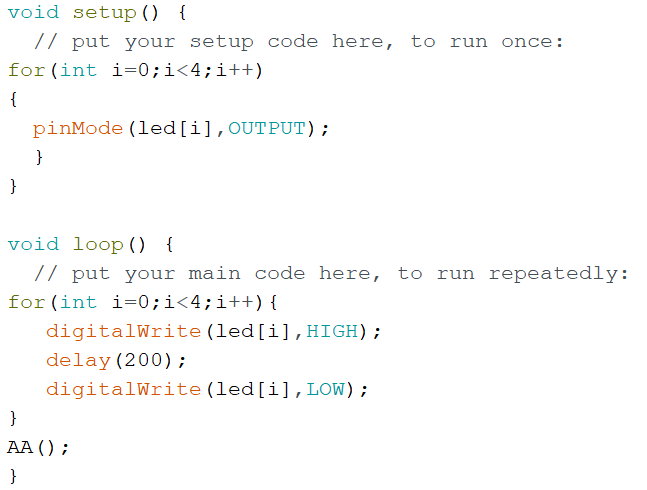 void setup() {
  // put your setup code here, to run once:
for(int i=0;i<4;i++)
{
  pinMode(led[i],OUTPUT);
  }
}

void loop() {
  // put your main code here, to run repeatedly:
for(int i=0;i<4;i++){
   digitalWrite(led[i],HIGH);
   delay(200);
   digitalWrite(led[i],LOW);
}
AA();
}